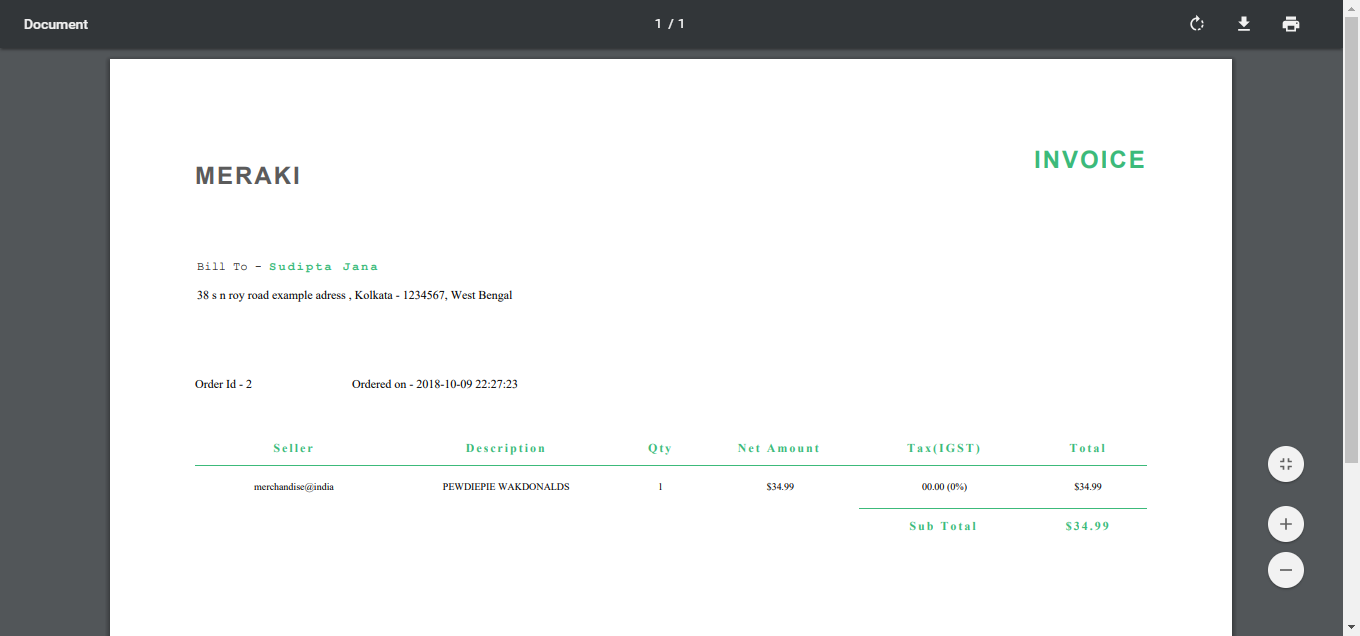 Document
1 / 1
INVOICE
MERAKI
Bill To - Sudipta Jana
38 s n roy road example adress , Kolkata - 1234567, West Bengal
Order Id - 2 Ordered on - 2018-10-09 22:27:23
Seller Description Qty Net Amount Tax(IGST) Total
merchandise@india PEWDIEPIE WAKDONALDS 1 $34.99 00.00 (0%) $34.99
Sub Total $34.99